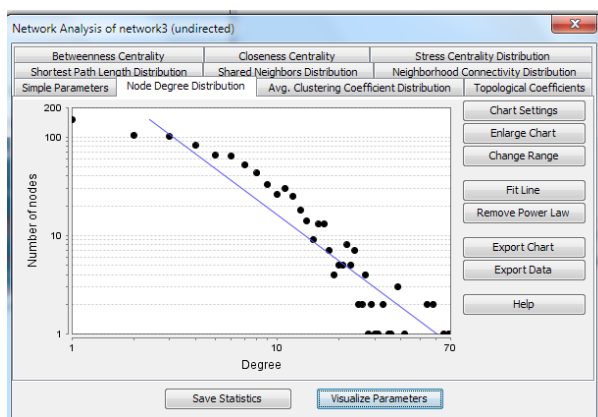 Network Analysis of network3 (undirected)
Betweenness Centrality Closeness Centrality Stress Centrality Distribution
Shortest Path Length Distribution Shared Neighbors Distribution Neighborhood Connectivity Distribution
Simple Parameters Node Degree Distribution Avg. Clustering Coefficient Distribution Topological Coefficients
200
100
10
1
Number of nodes
1 10 70
Degree
Chart Settings
Enlarge Chart
Change Range
Fit Line
Remove Power Law
Export Chart
Export Data
Help
Save Statistics Visualize Parameters